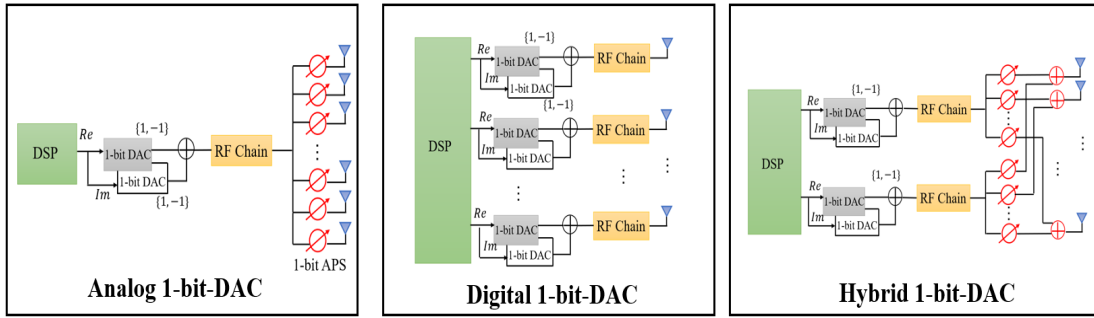 DSP
Re
Im
1-bit DAC
1-bit DAC
{1, −1}
{1, −1}
RF Chain
1-bit APS
Analog 1-bit-DAC
Re
Im
1-bit DAC
1-bit DAC
{1, −1}
{1, −1}
RF Chain
DSP
Re
Im
1-bit DAC
1-bit DAC
RF Chain
Re
Im
1-bit DAC
1-bit DAC
RF Chain
Digital 1-bit-DAC
DSP
Re
Im
1-bit DAC
1-bit DAC
{1, −1}
RF Chain
Re
Im
1-bit DAC
1-bit DAC
{1, −1}
RF Chain
Hybrid 1-bit-DAC